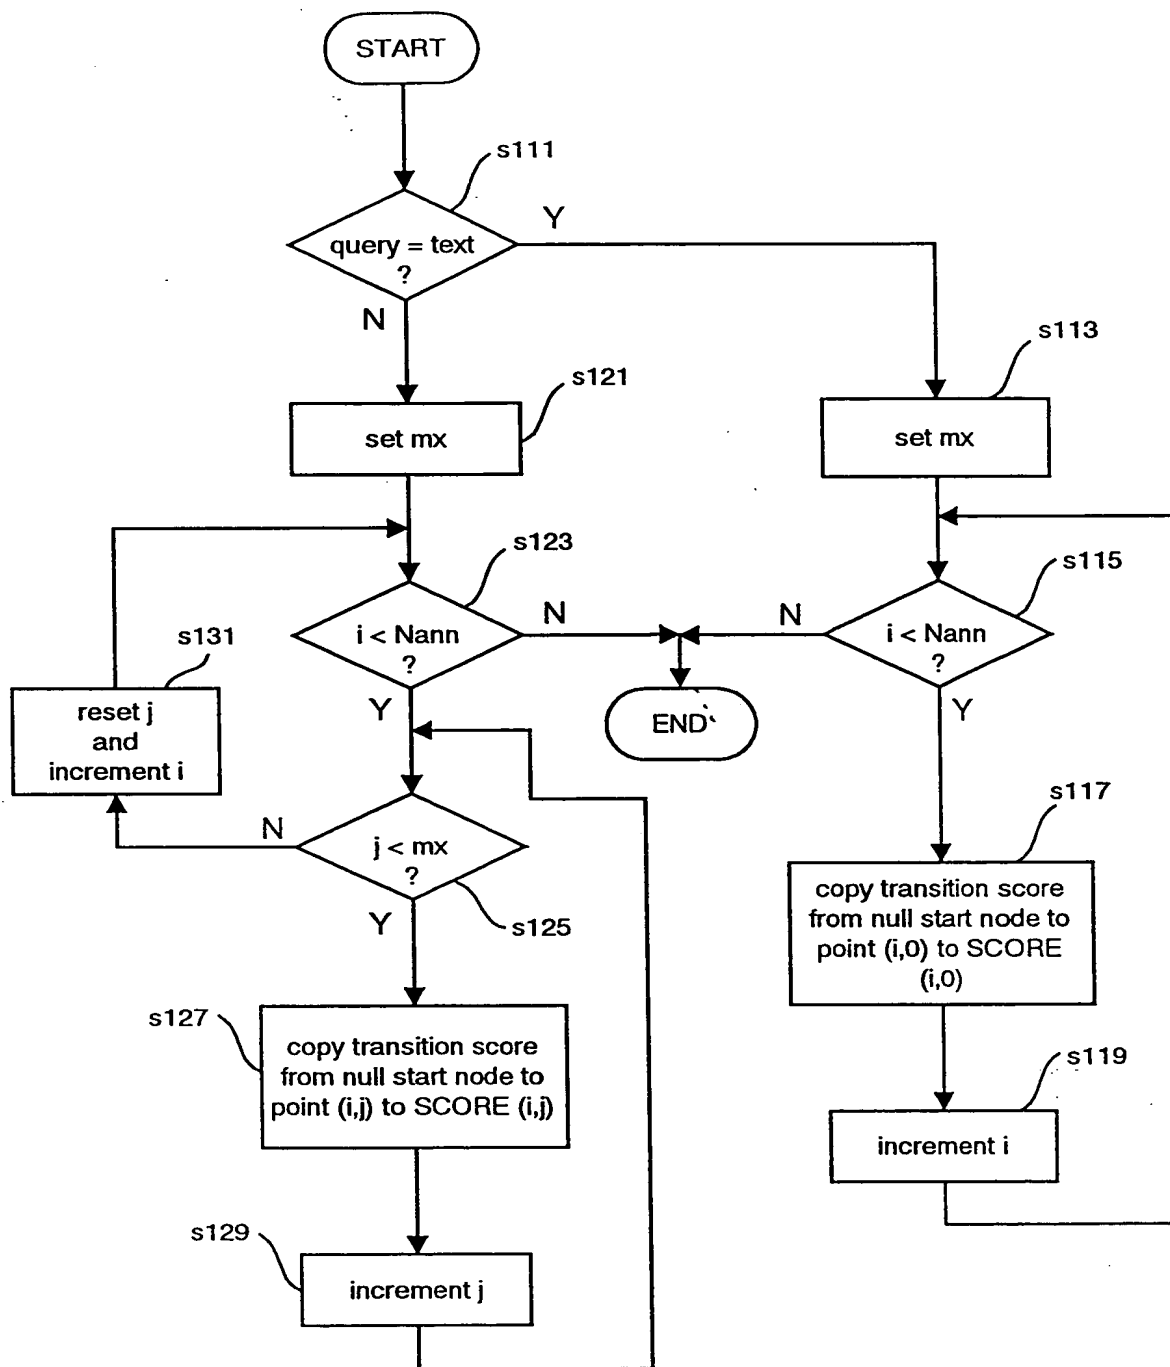 START
s111
query = text
?
Y
N
s113
set mx
s121
set mx
s123
i < Nann
?
N
Y
s115
i < Nann
?
N
Y
s131
reset j
and
increment i
END
j < mx
?
N
Y
s125
s117
copy transition score
from null start node to
point (i,0) to SCORE
(i,0)
s127
copy transition score
from null start node to
point (i,j) to SCORE (i,j)
s119
increment i
s129
increment j